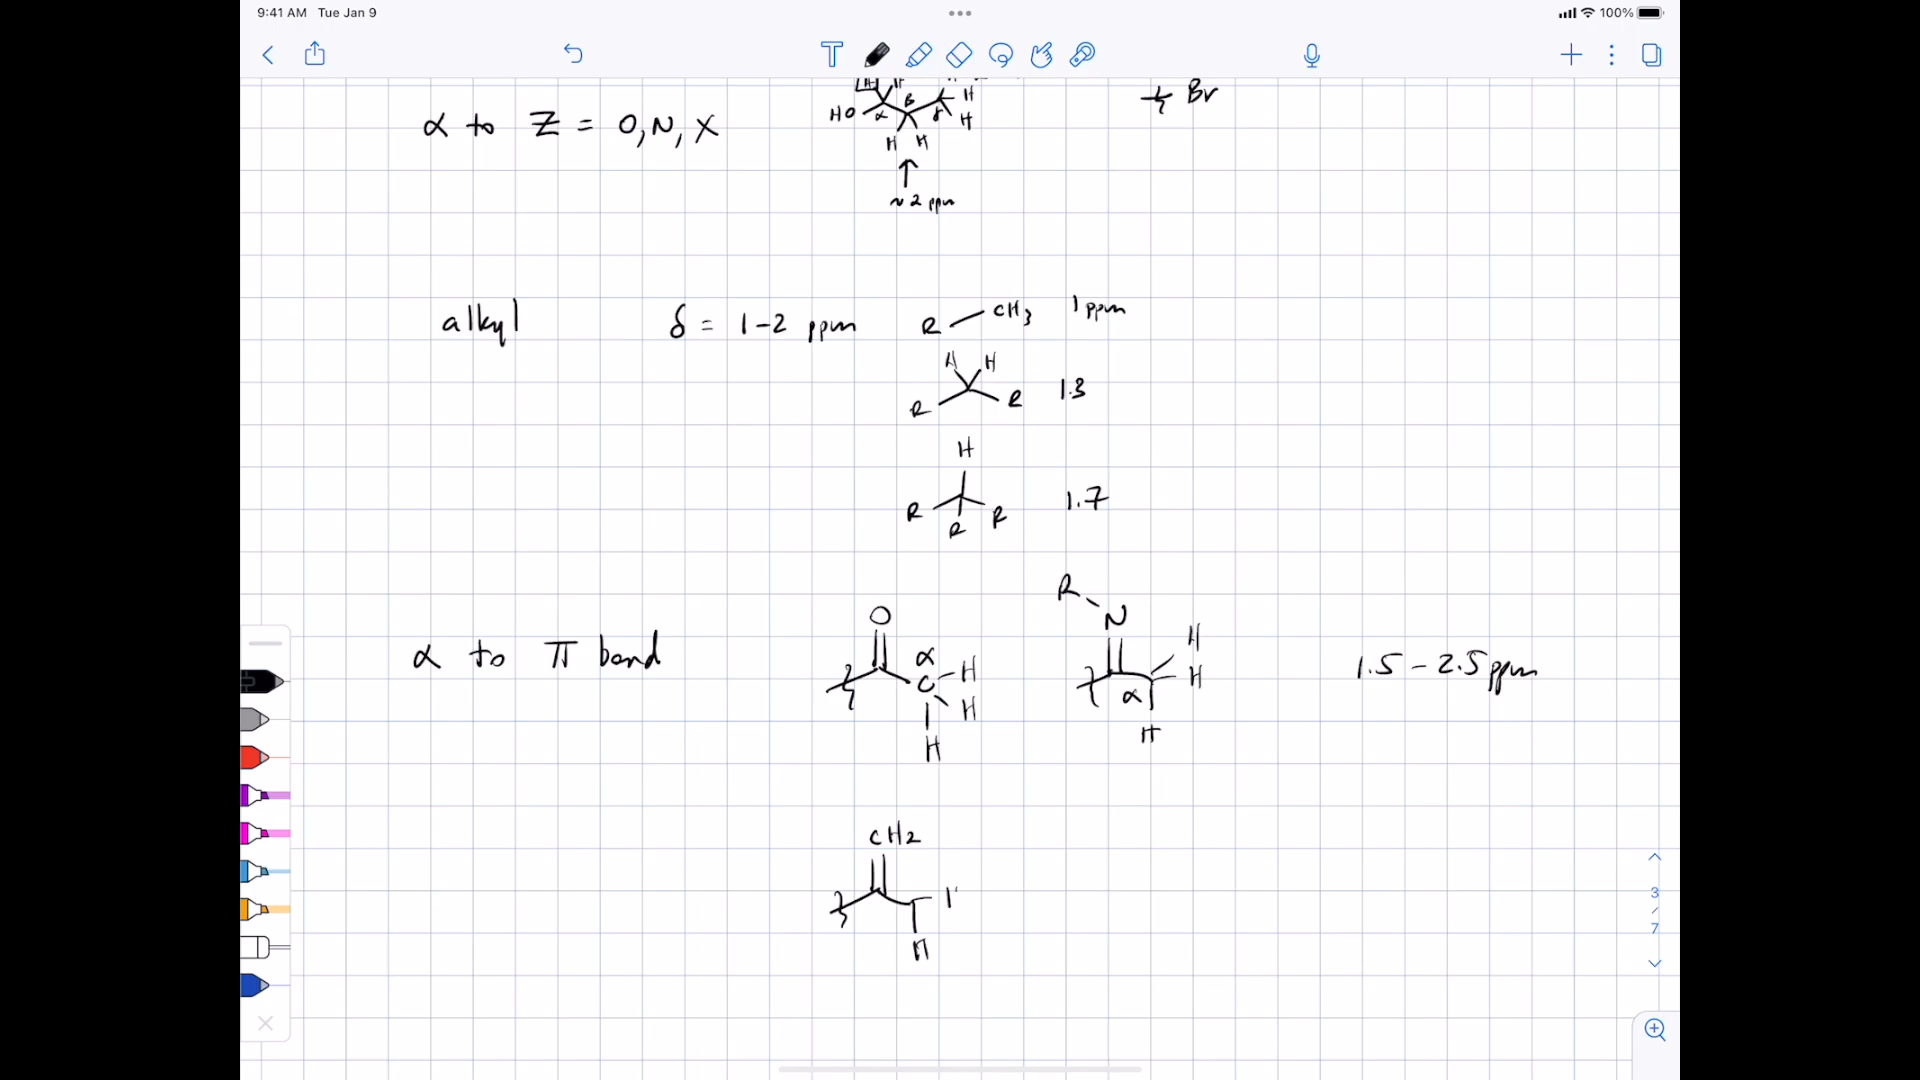 9:41 AM Tue Jan 9
100%
Br
α to Z = O, N, X
HO α β γ H
H
H H
~2 ppm
alkyl δ = 1-2 ppm R CH3 1 ppm
H H
R R 1.3
H
R R R 1.7
R
O N
α to π bond α C H H H
α H H H
1.5 - 2.5 ppm
CH2
H
3
/
7